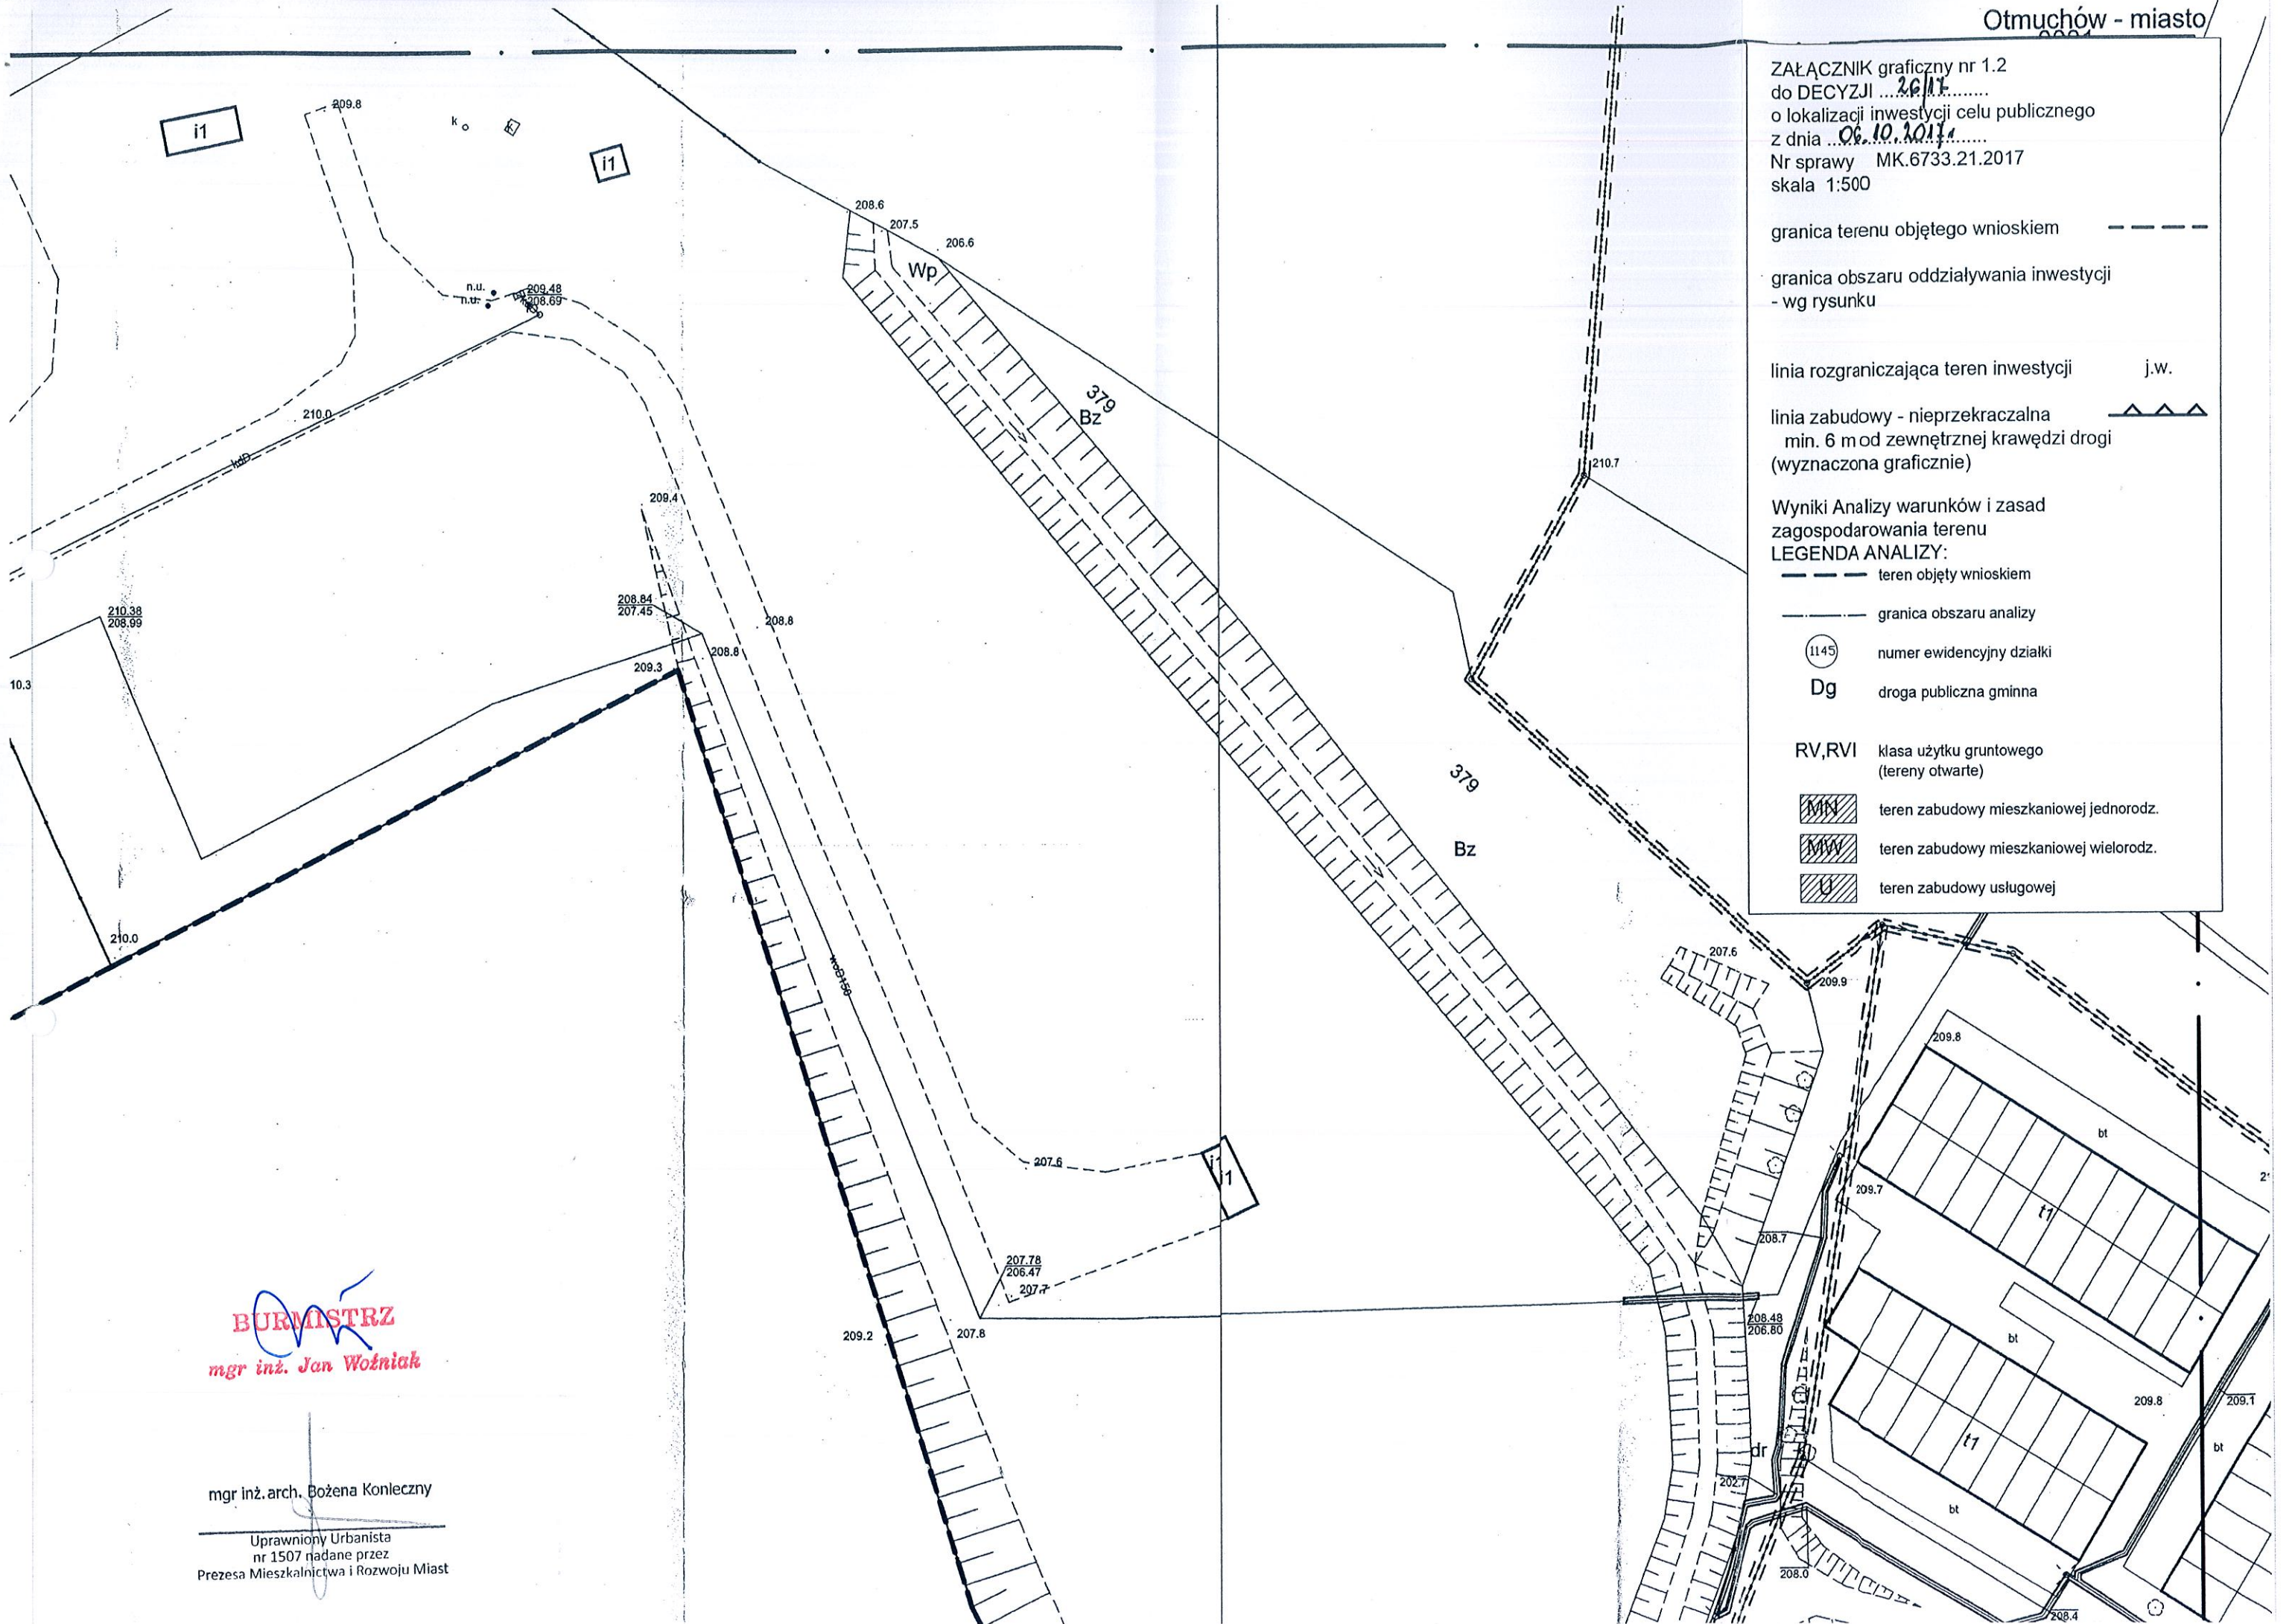 Otmuchów - miasto
ZAŁĄCZNIK graficzny nr 1.2
do DECYZJI ...26/17...............
o lokalizacji inwestycji celu publicznego
z dnia ...06.10.2017r................
Nr sprawy MK.6733.21.2017
skala 1:500
granica terenu objętego wnioskiem
granica obszaru oddziaływania inwestycji
- wg rysunku
linia rozgraniczająca teren inwestycji j.w.
linia zabudowy - nieprzekraczalna
min. 6 m od zewnętrznej krawędzi drogi
(wyznaczona graficznie)
Wyniki Analizy warunków i zasad
zagospodarowania terenu
LEGENDA ANALIZY:
teren objęty wnioskiem
granica obszaru analizy
1145 numer ewidencyjny działki
Dg droga publiczna gminna
RV,RVI klasa użytku gruntowego
(tereny otwarte)
MN teren zabudowy mieszkaniowej jednorodz.
MW teren zabudowy mieszkaniowej wielorodz.
U teren zabudowy usługowej
i1
209.8
k
i1
208.6
207.5
206.6
Wp
n.u.
n.u.
209.48
208.69
210.0
kdD
379
Bz
210.7
209.4
210.38
208.99
208.84
207.45
208.8
208.8
209.3
10.3
379
Bz
210.0
woD150
207.6
209.9
209.8
bt
207.6
i1
i1
209.7
t1
208.7
207.78
206.47
207.7
209.2
207.8
208.48
206.80
bt
209.8
209.1
t1
bt
dr
202.7
bt
208.0
208.4
BURMISTRZ
mgr inż. Jan Woźniak
mgr inż. arch. Bożena Konieczny
Uprawniony Urbanista
nr 1507 nadane przez
Prezesa Mieszkalnictwa i Rozwoju Miast